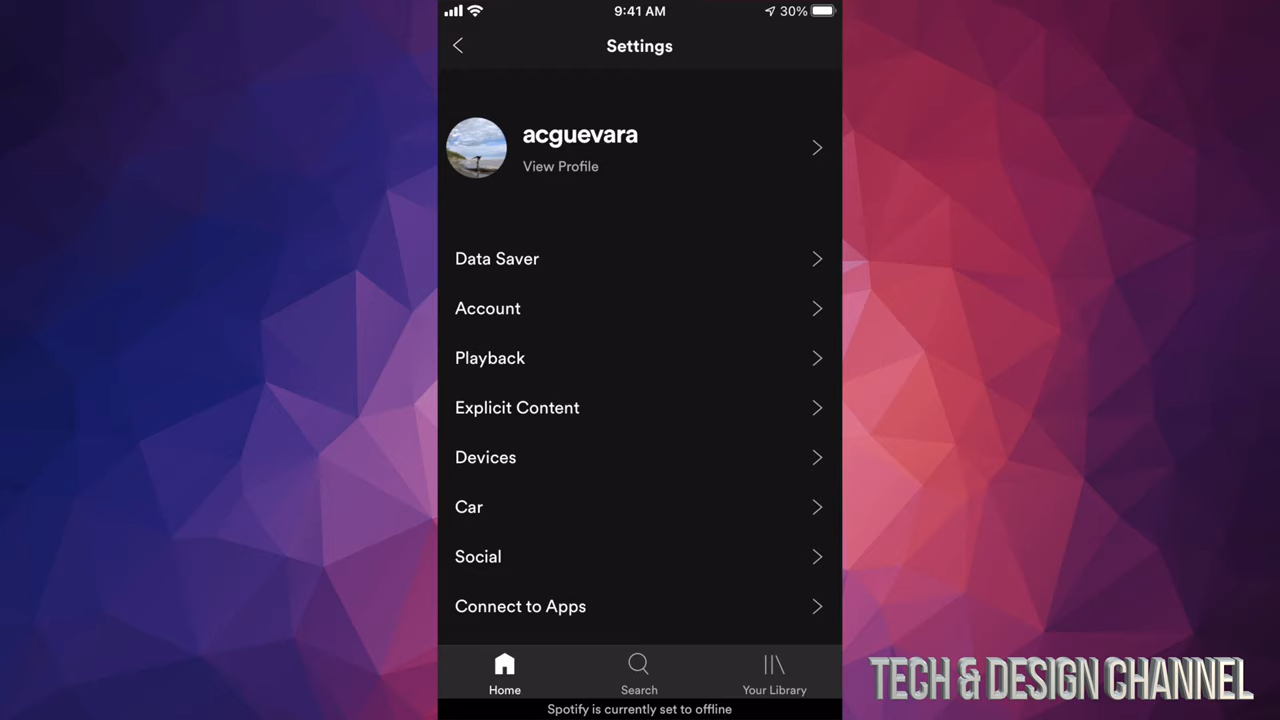 9:41 AM
30%
Settings
acguevara
View Profile
Data Saver
Account
Playback
Explicit Content
Devices
Car
Social
Connect to Apps
Home
Search
Your Library
Spotify is currently set to offline
TECH & DESIGN CHANNEL